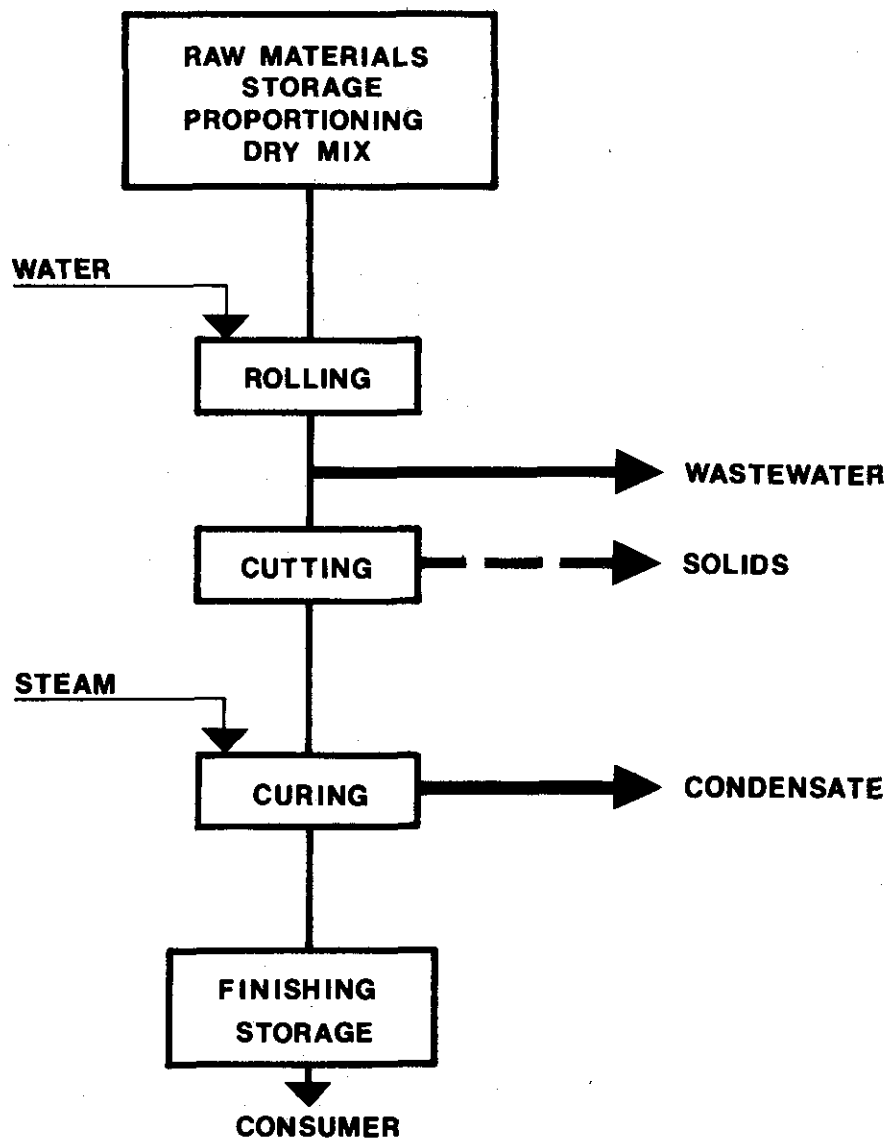 RAW MATERIALS
STORAGE
PROPORTIONING
DRY MIX
WATER
ROLLING
WASTEWATER
CUTTING
SOLIDS
STEAM
CURING
CONDENSATE
FINISHING
STORAGE
CONSUMER